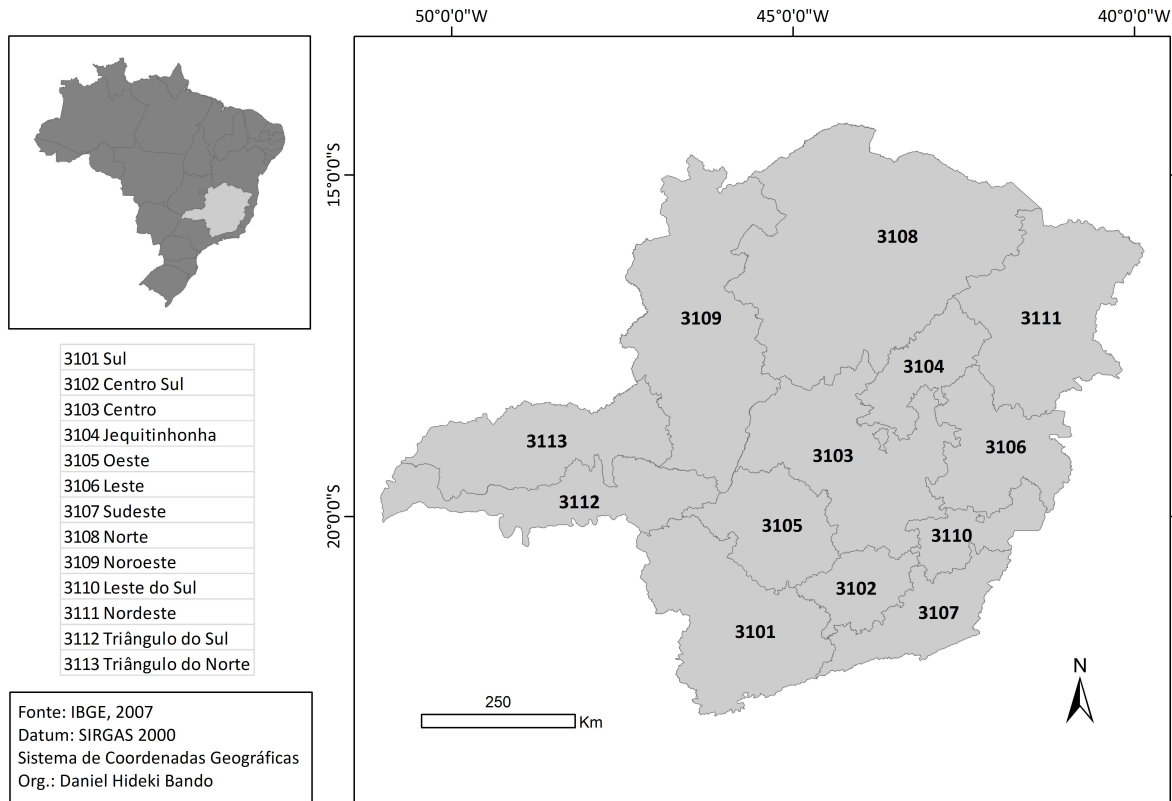 50°0'0"W
45°0'0"W
40°0'0"W
15°0'0"S
20°0'0"S
3108
3109
3111
3104
3113
3103
3106
3112
3105
3110
3102
3107
3101
N
250
Km
3101 Sul
3102 Centro Sul
3103 Centro
3104 Jequitinhonha
3105 Oeste
3106 Leste
3107 Sudeste
3108 Norte
3109 Noroeste
3110 Leste do Sul
3111 Nordeste
3112 Triângulo do Sul
3113 Triângulo do Norte
Fonte: IBGE, 2007
Datum: SIRGAS 2000
Sistema de Coordenadas Geográficas
Org.: Daniel Hideki Bando